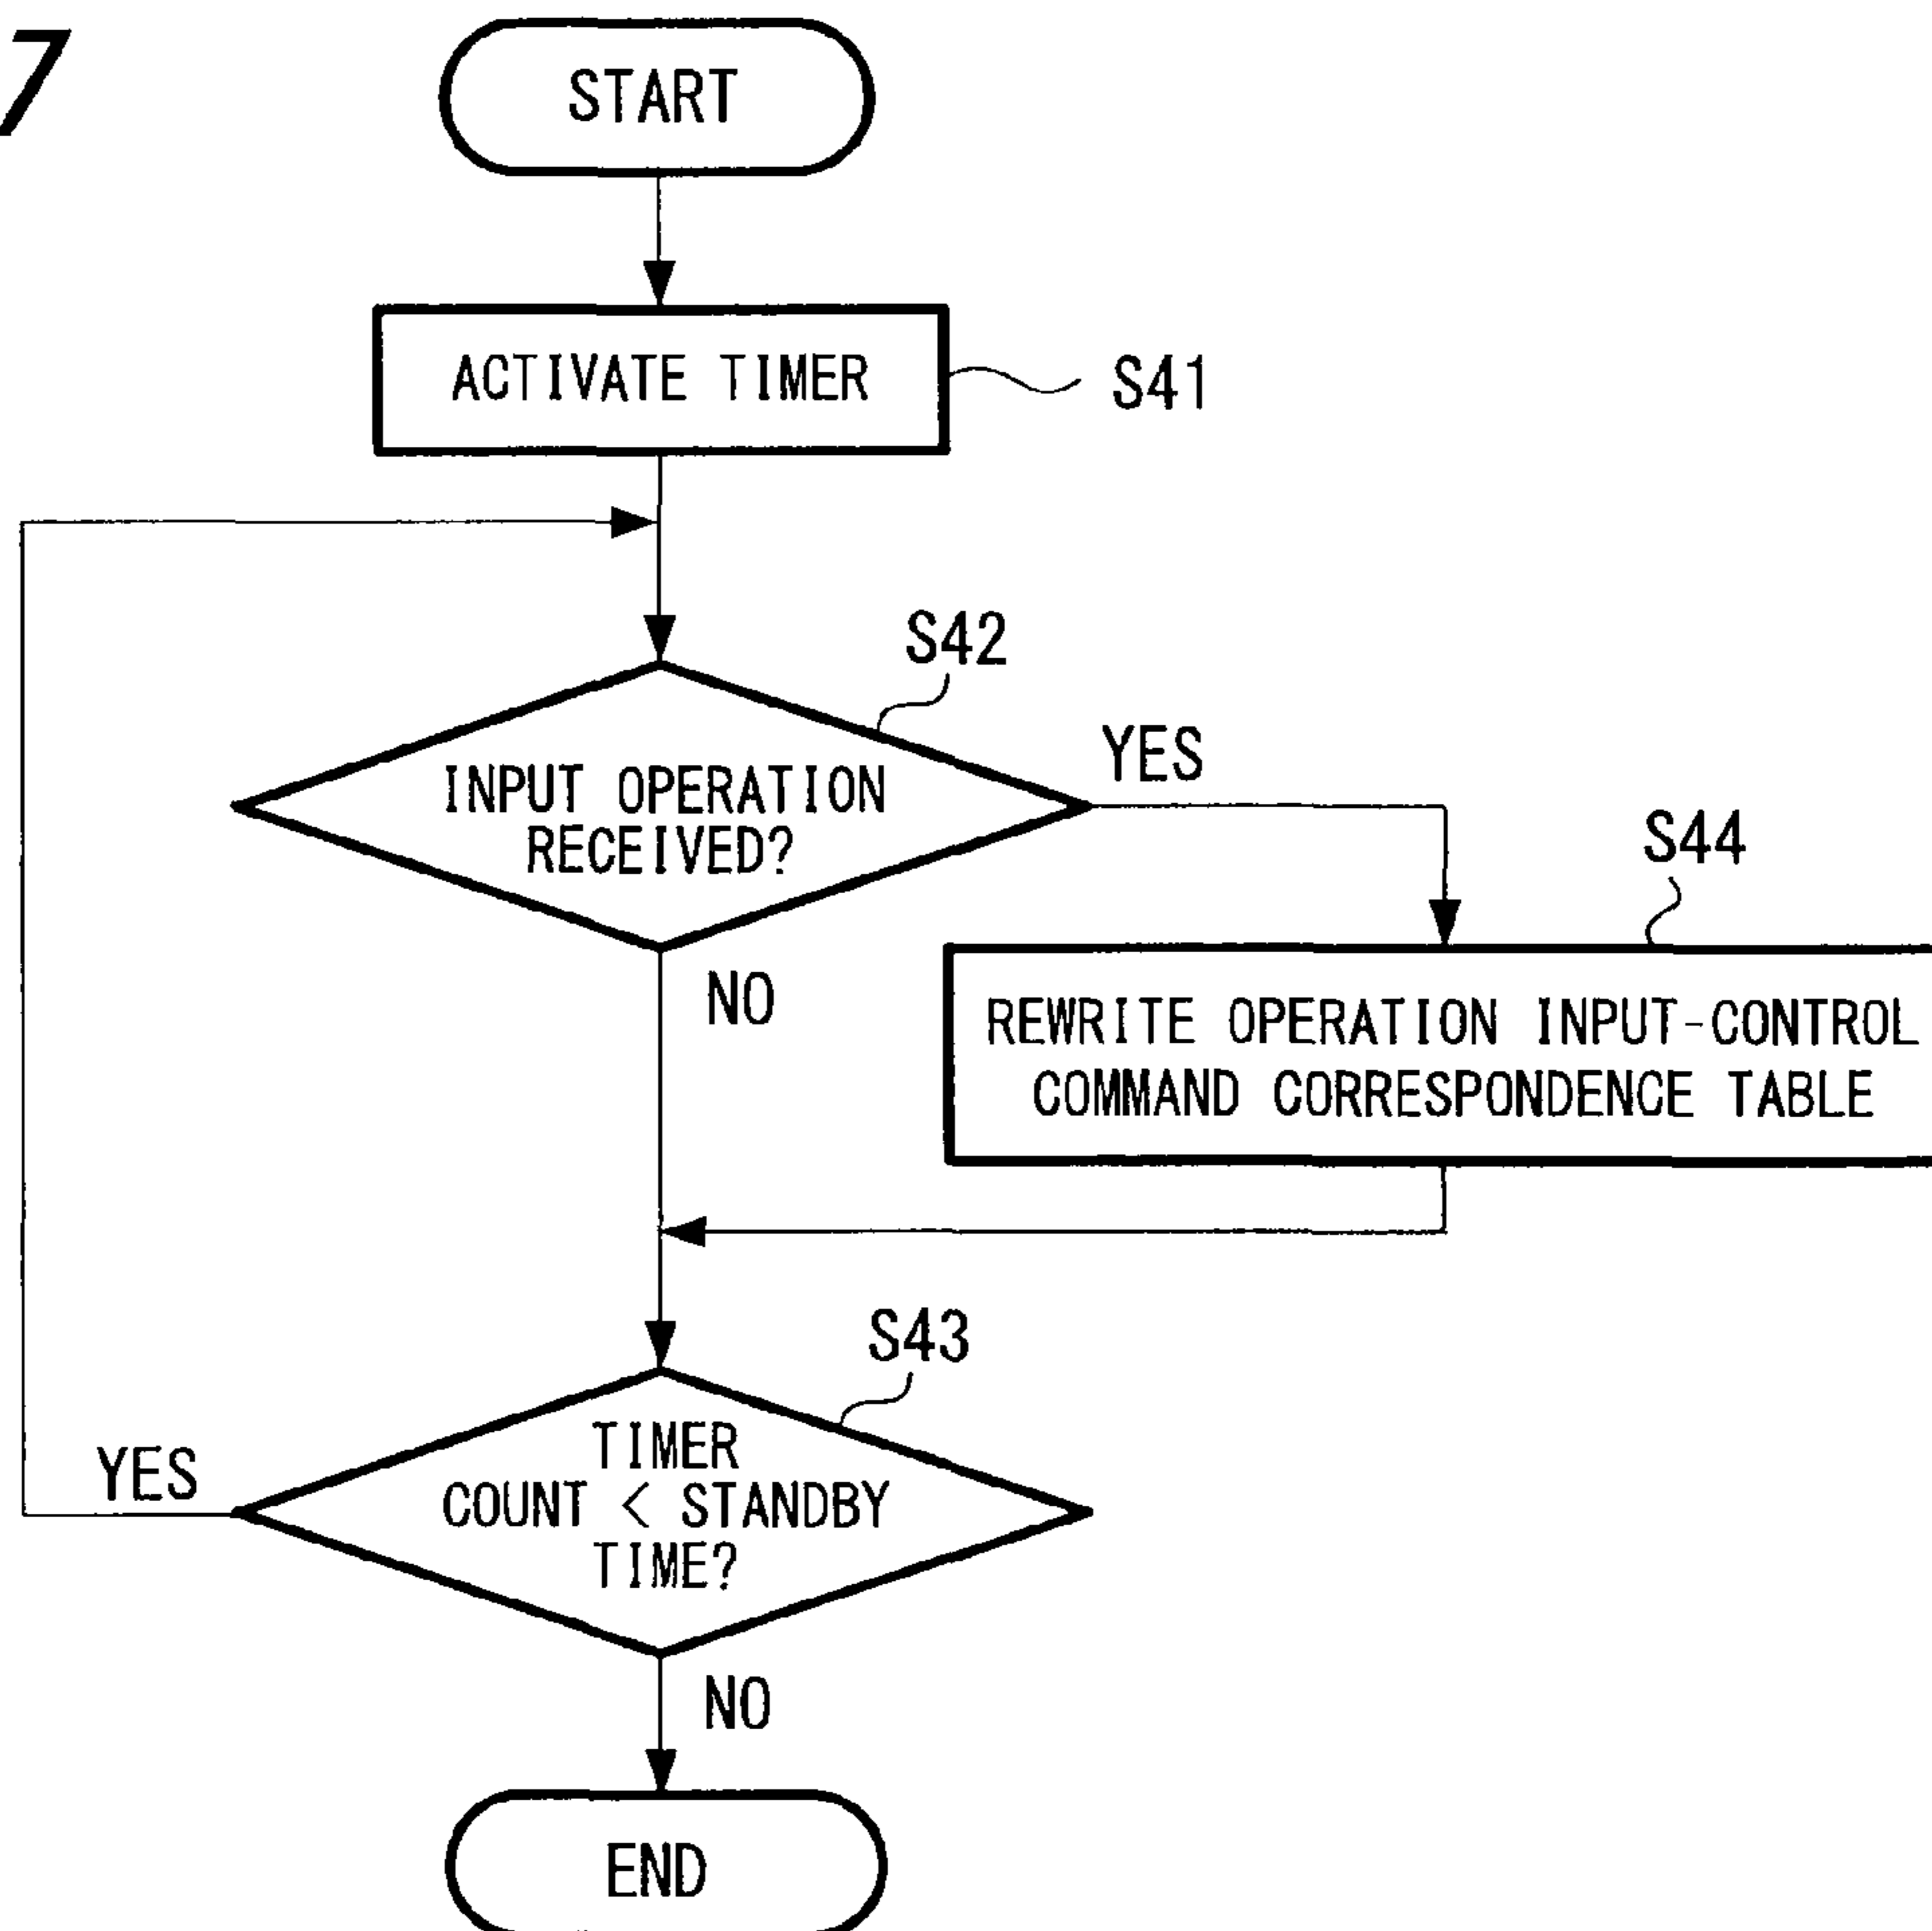 7
START
ACTIVATE TIMER
S41
S42
INPUT OPERATION
RECEIVED?
YES
NO
S44
REWRITE OPERATION INPUT-CONTROL
COMMAND CORRESPONDENCE TABLE
S43
TIMER
COUNT < STANDBY
TIME?
YES
NO
END